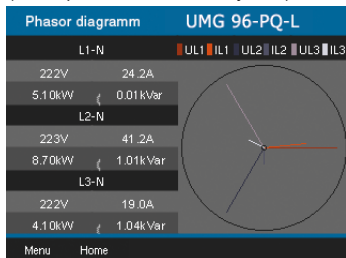 Phasor diagramm UMG 96-PQ-L
L1-N UL1 IL1 UL2 IL2 UL3 IL3
222V 24.2A
5.10kW 0.01kVar
L2-N
223V 41.2A
8.70kW 1.01kVar
L3-N
222V 19.0A
4.10kW 1.04kVar
Menu Home